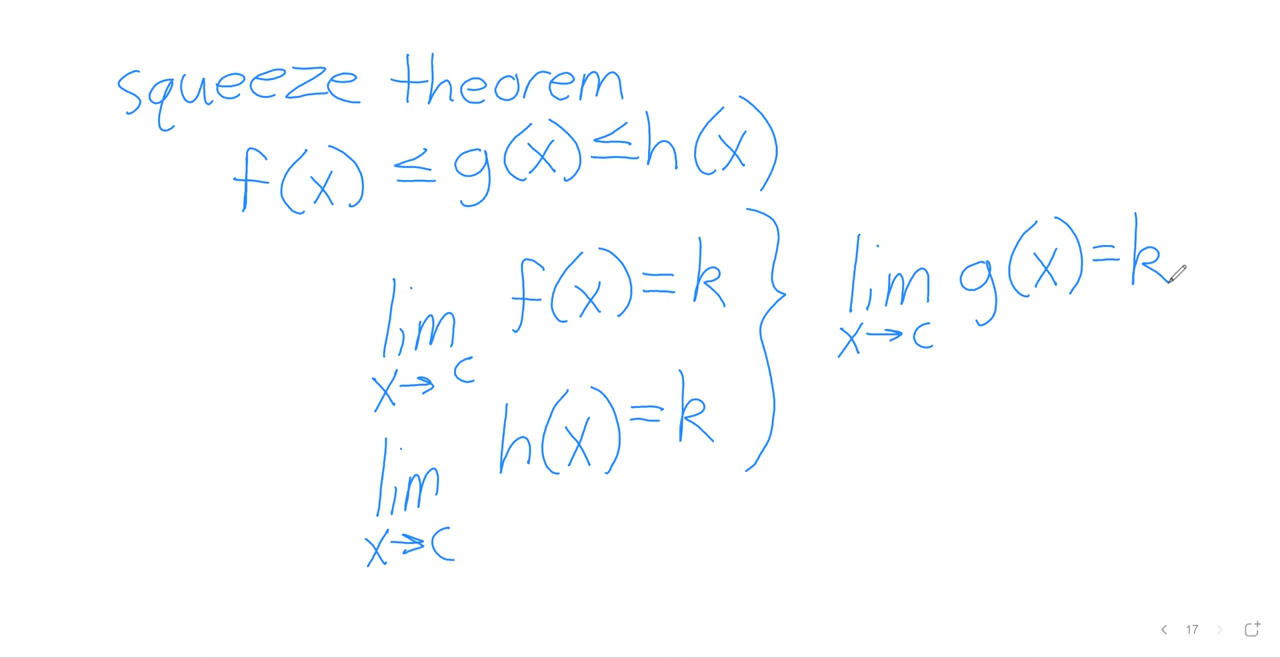 squeeze theorem
f(x) ≤ g(x) ≤ h(x)
lim x→c f(x) = k
lim x→c h(x) = k
} lim x→c g(x) = k
17